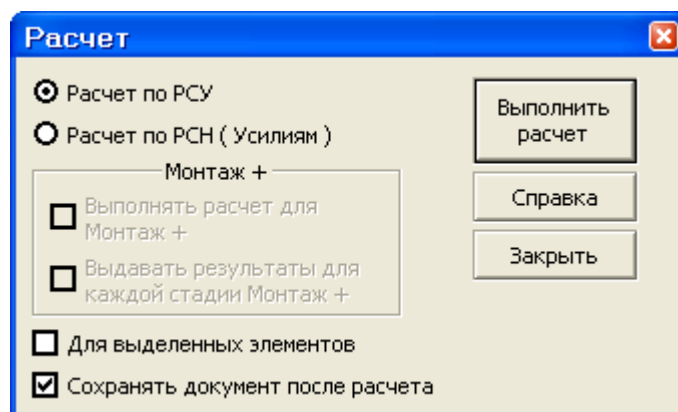 Расчет
Расчет по РСУ
Расчет по РСН ( Усилиям )
Монтаж +
Выполнять расчет для
Монтаж +
Выдавать результаты для
каждой стадии Монтаж +
Для выделенных элементов
Сохранять документ после расчета
Выполнить
расчет
Справка
Закрыть